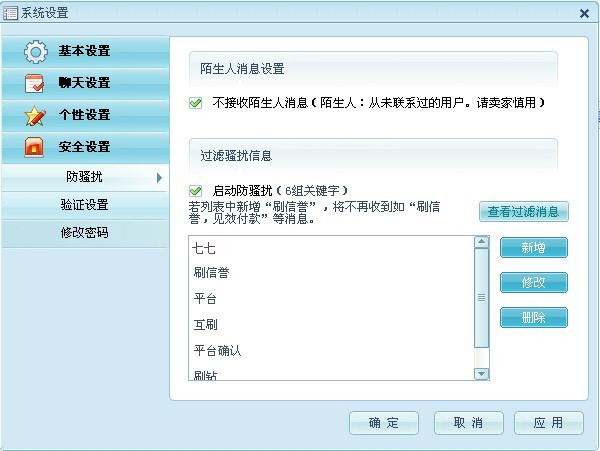 系统设置
基本设置
聊天设置
个性设置
安全设置
防骚扰
验证设置
修改密码
陌生人消息设置
不接收陌生人消息（陌生人：从未联系过的用户。请卖家慎用）
过滤骚扰信息
启动防骚扰（6组关键字）
若列表中新增“刷信誉”，将不再收到如“刷信
誉，见效付款”等消息。
查看过滤消息
七七
刷信誉
平台
互刷
平台确认
刷钻
新增
修改
删除
确定
取消
应用